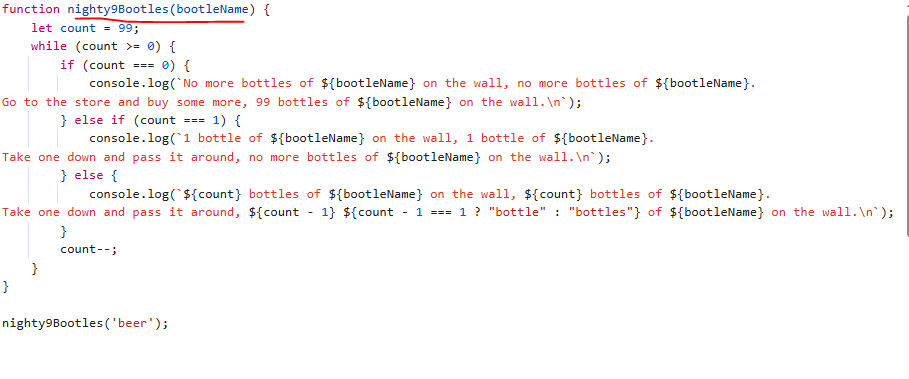 function nighty9Bootles(bootleName) {
    let count = 99;
    while (count >= 0) {
        if (count === 0) {
            console.log(`No more bottles of ${bootleName} on the wall, no more bottles of ${bootleName}.
Go to the store and buy some more, 99 bottles of ${bootleName} on the wall.\n`);
        } else if (count === 1) {
            console.log(`1 bottle of ${bootleName} on the wall, 1 bottle of ${bootleName}.
Take one down and pass it around, no more bottles of ${bootleName} on the wall.\n`);
        } else {
            console.log(`${count} bottles of ${bootleName} on the wall, ${count} bottles of ${bootleName}.
Take one down and pass it around, ${count - 1} ${count - 1 === 1 ? "bottle" : "bottles"} of ${bootleName} on the wall.\n`);
        }
        count--;
    }
}

nighty9Bootles('beer');